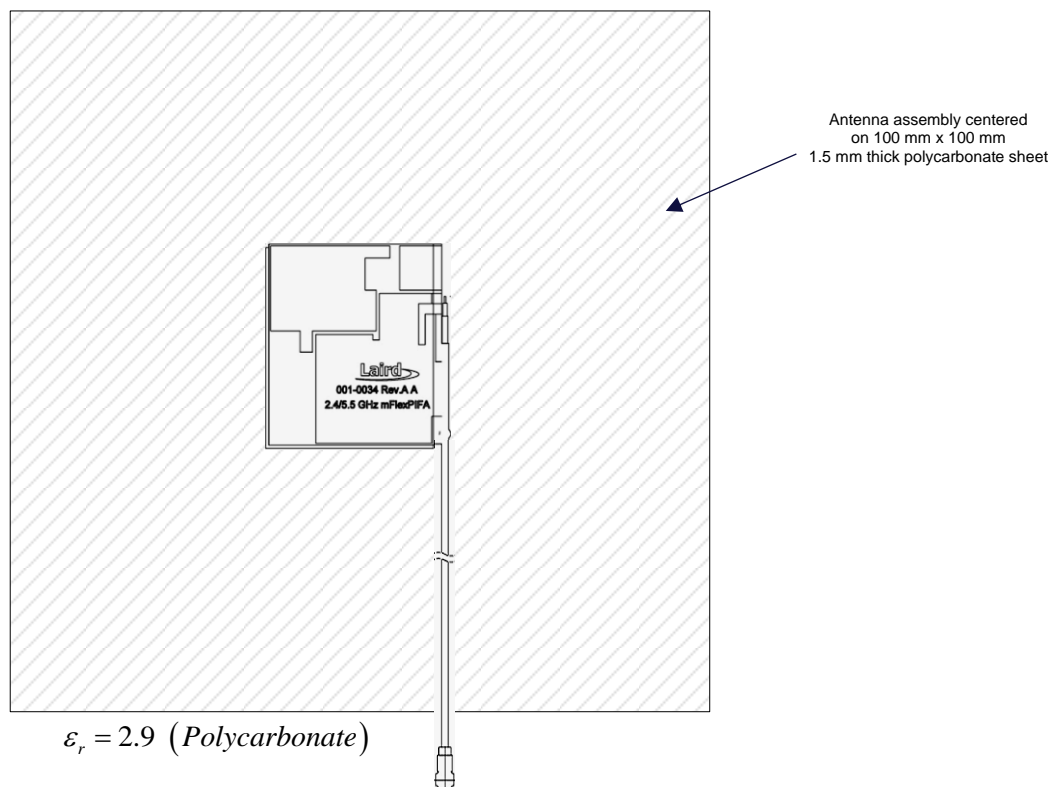 Antenna assembly centered
on 100 mm x 100 mm
1.5 mm thick polycarbonate sheet
Laird
001-0034 Rev.A A
2.4/5.5 GHz mFlexPIFA
εr = 2.9 (Polycarbonate)